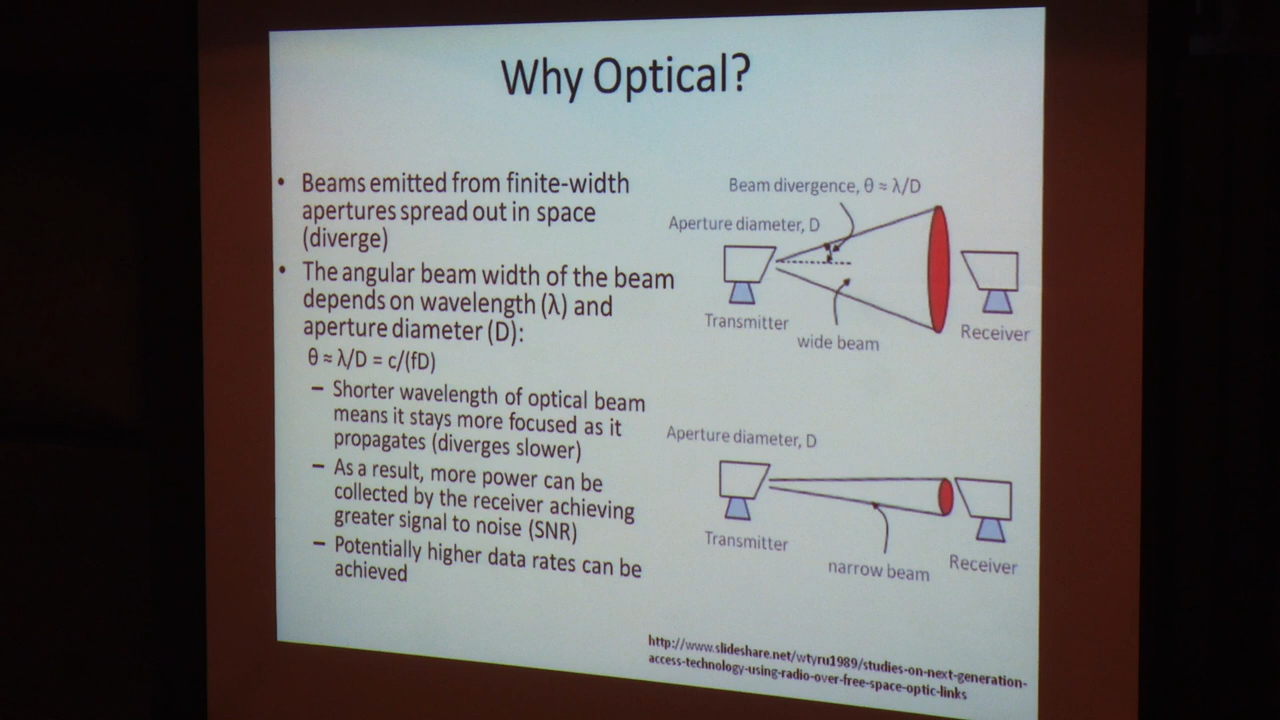 Why Optical?
• Beams emitted from finite-width
apertures spread out in space
(diverge)
• The angular beam width of the beam
depends on wavelength (λ) and
aperture diameter (D):
θ ≈ λ/D = c/(fD)
– Shorter wavelength of optical beam
means it stays more focused as it
propagates (diverges slower)
– As a result, more power can be
collected by the receiver achieving
greater signal to noise (SNR)
– Potentially higher data rates can be
achieved
Beam divergence, θ ≈ λ/D
Aperture diameter, D
Transmitter
wide beam
Receiver
Aperture diameter, D
Transmitter
narrow beam
Receiver
http://www.slideshare.net/wtyru1989/studies-on-next-generation-
access-technology-using-radio-over-free-space-optic-links